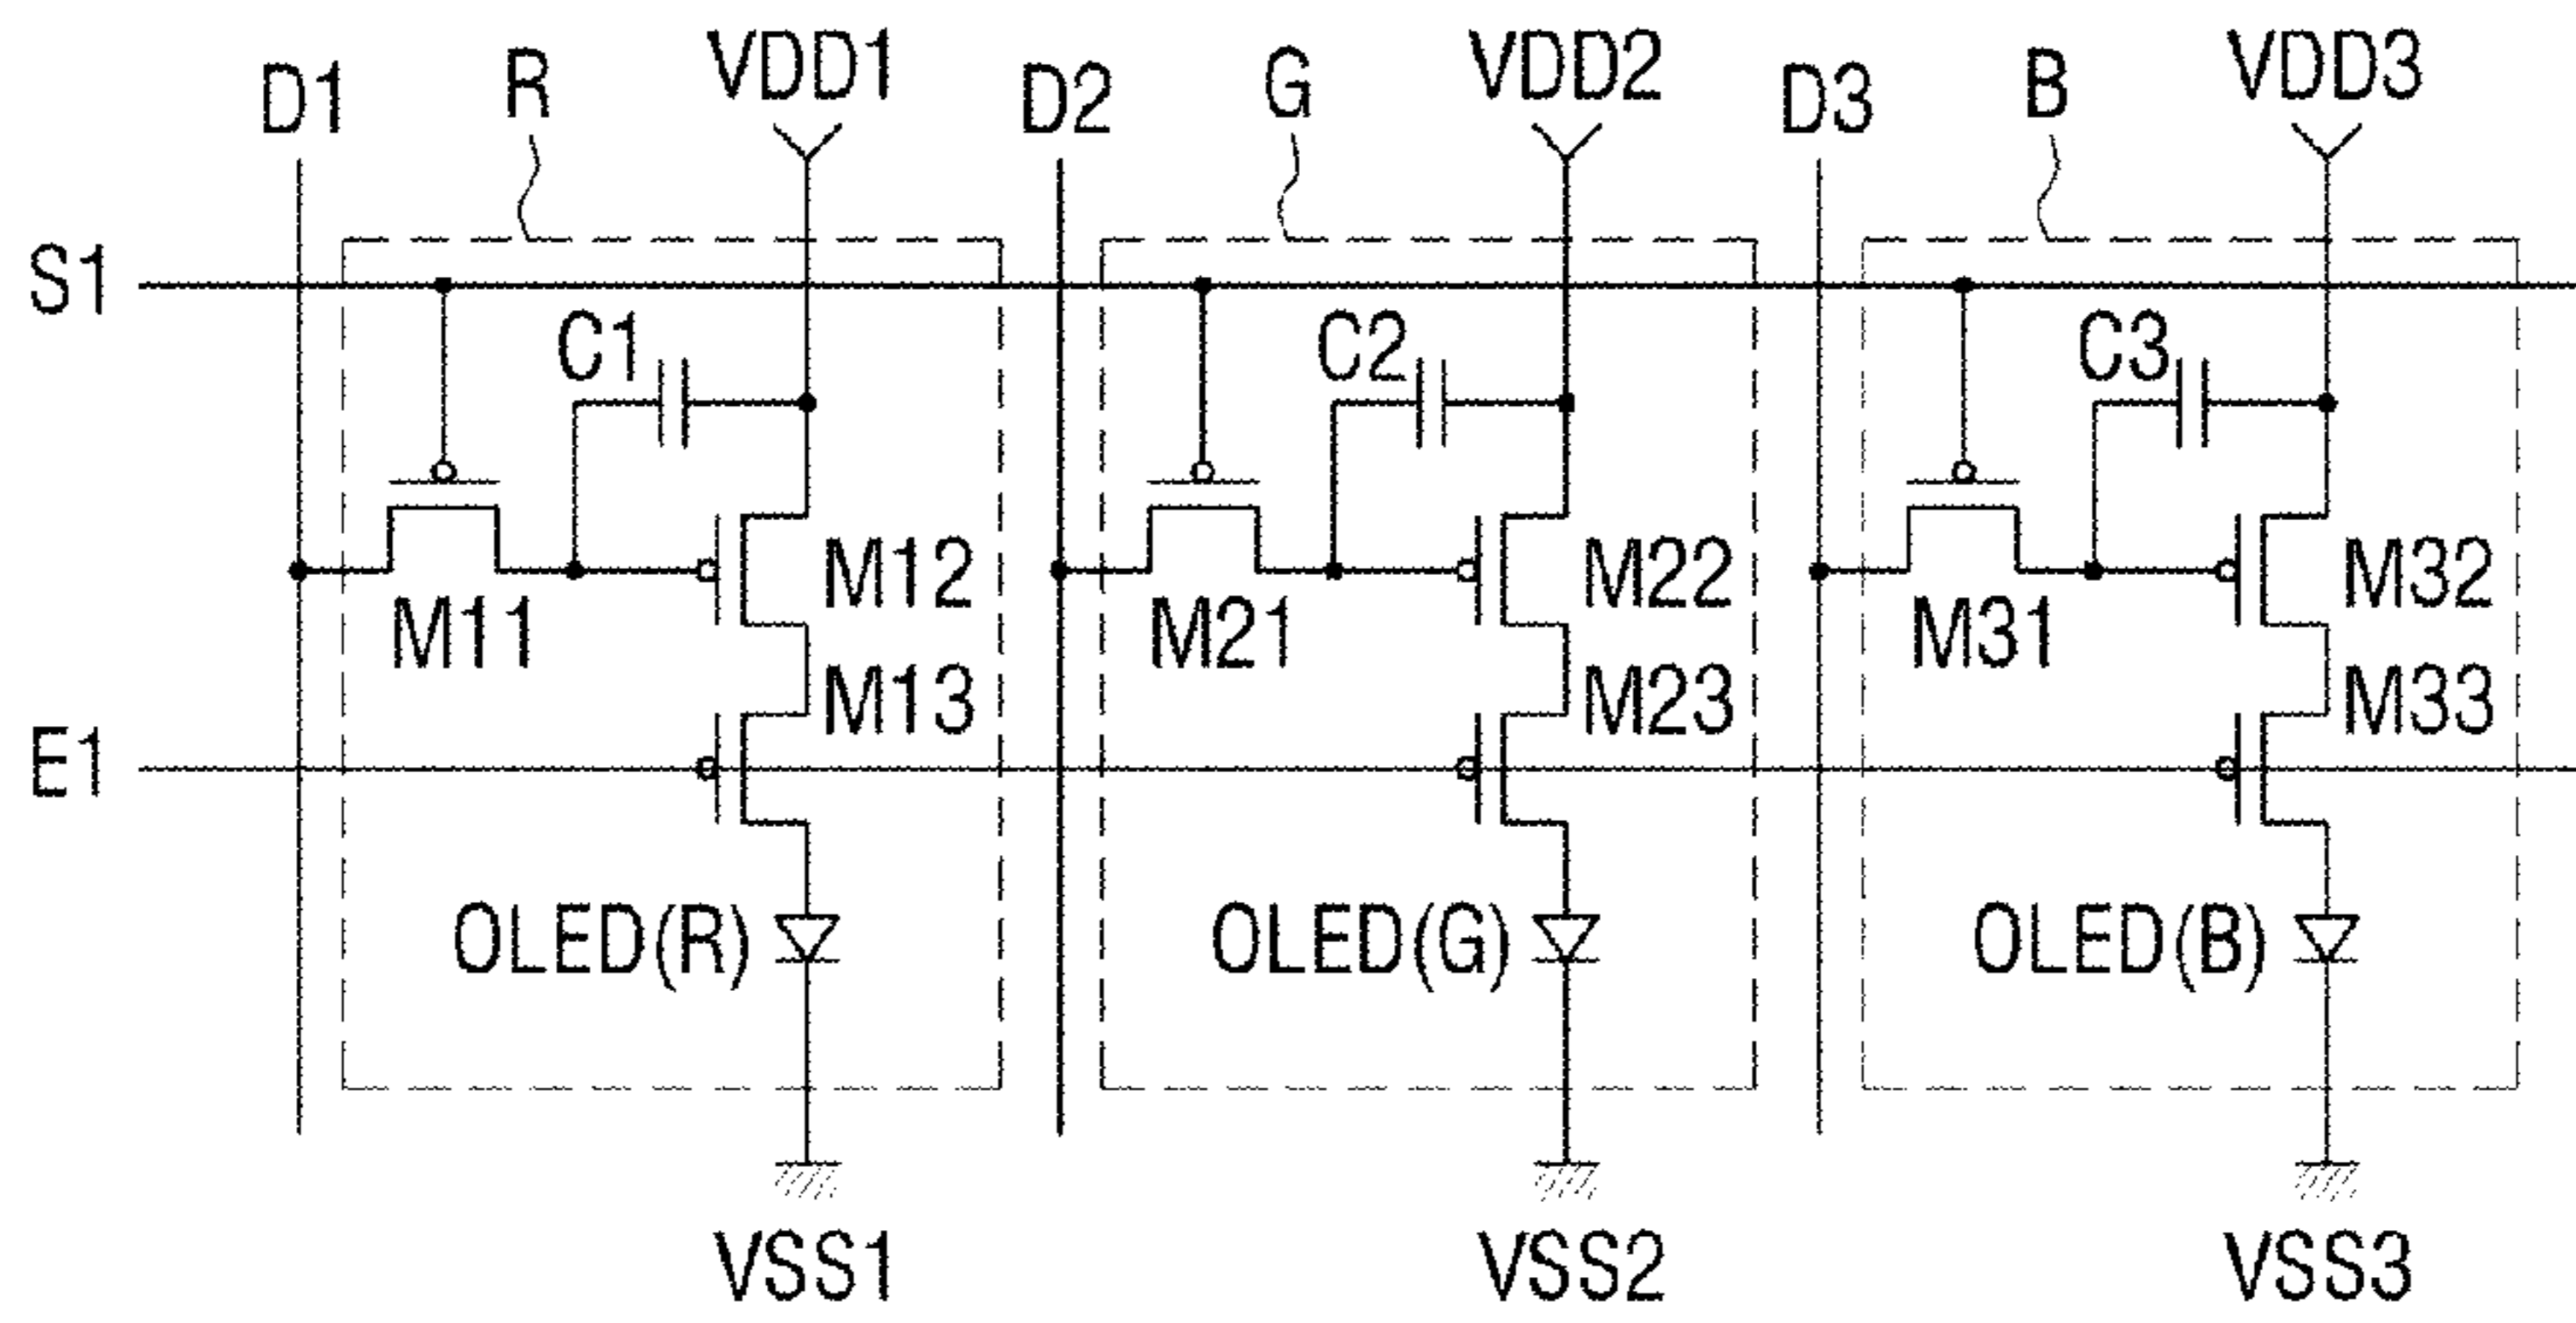 D1 R VDD1 D2 G VDD2 D3 B VDD3
S1
C1 C2 C3
M12 M22 M32
M11 M21 M31
M13 M23 M33
E1
OLED(R) OLED(G) OLED(B)
VSS1 VSS2 VSS3